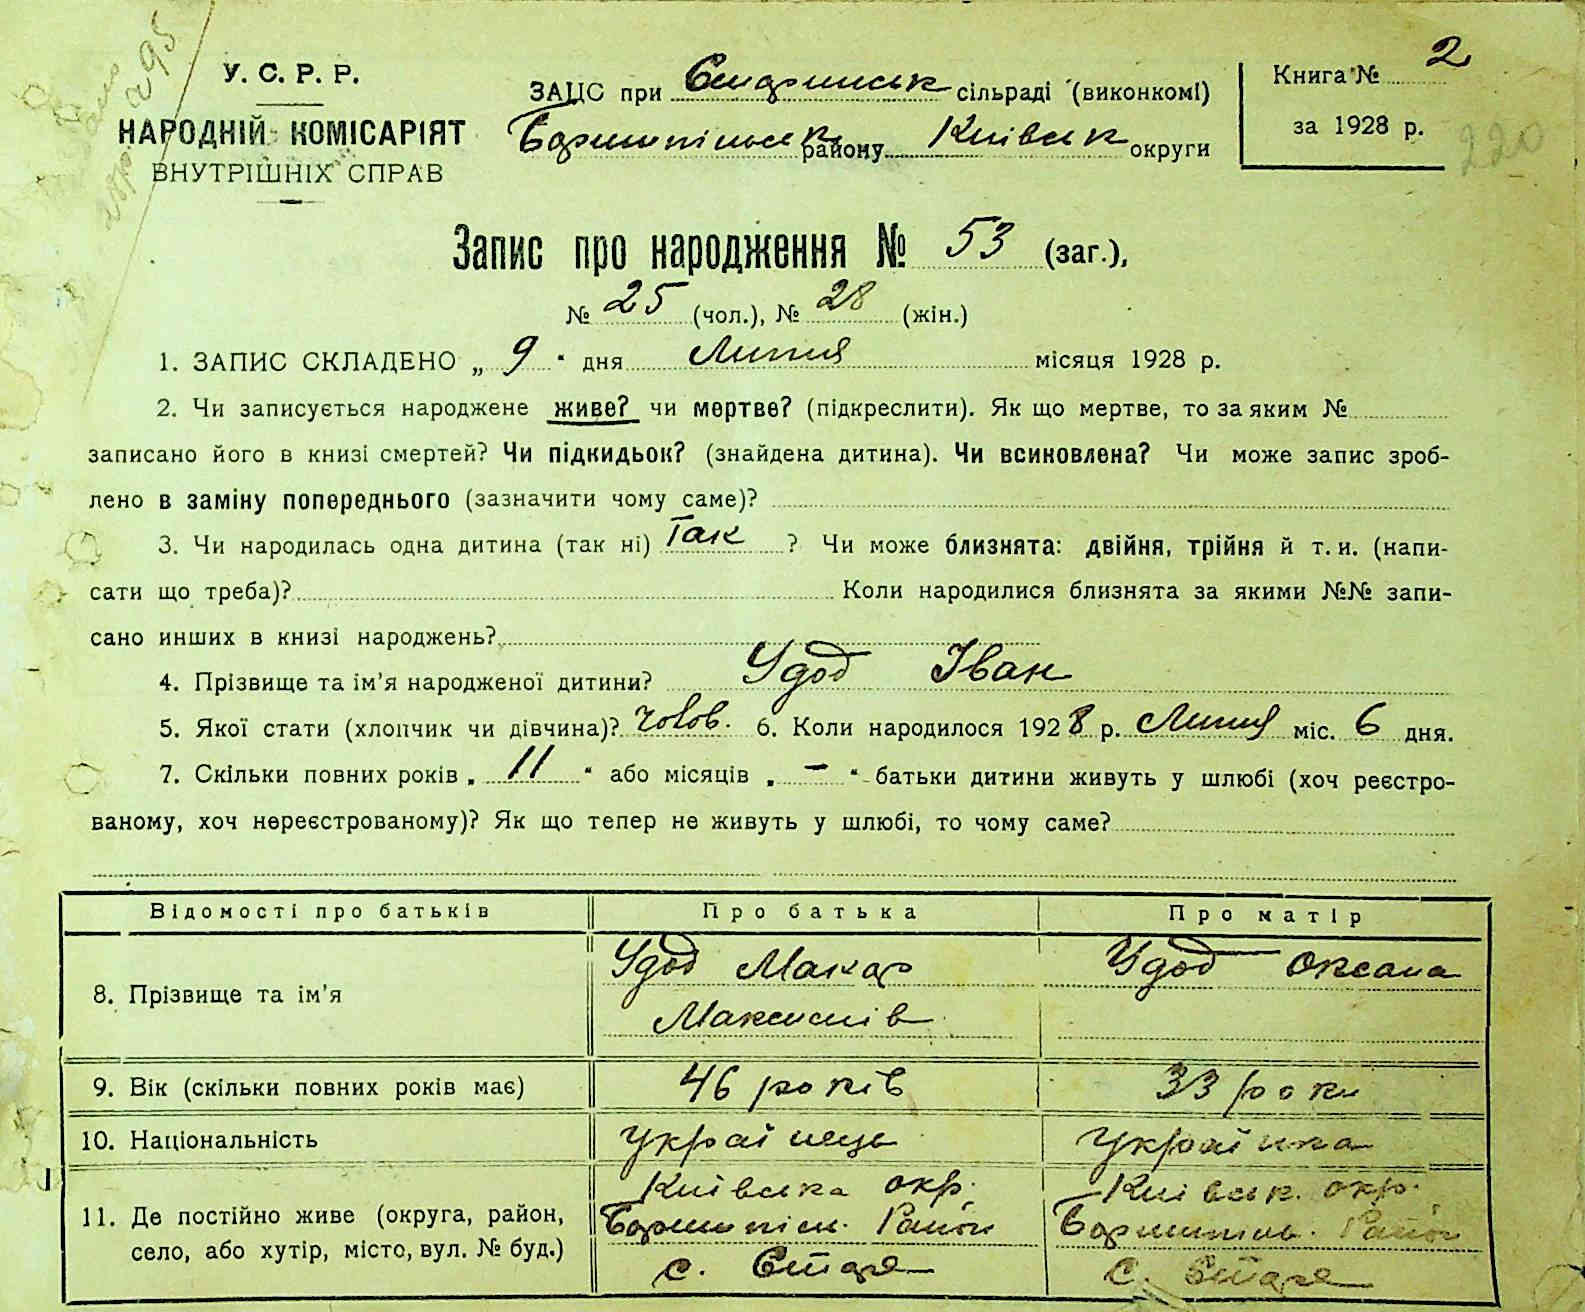 У. С. Р. Р.
НАРОДНІЙ КОМІСАРІЯТ
ВНУТРІШНІХ СПРАВ
ЗАЦС при Старинськ сільраді (виконкомі)
Баришпільськ району Київськ округи
Книга № 2
за 1928 р.
220
Запис про народження № 53 (заг.),
№ 25 (чол.), № 28 (жін.)
1. ЗАПИС СКЛАДЕНО „ 9 " дня Липня місяця 1928 р.
2. Чи записується народжене живе? чи мертве? (підкреслити). Як що мертве, то за яким №
записано його в книзі смертей? Чи підкидьок? (знайдена дитина). Чи всиновлена? Чи може запис зроб-
лено в заміну попереднього (зазначити чому саме)?
3. Чи народилась одна дитина (так ні) Так ? Чи може близнята: двійня, трійня й т. и. (напи-
сати що треба)? Коли народилися близнята за якими №№ запи-
сано инших в книзі народжень?
4. Прізвище та ім'я народженої дитини? Удод Іван
5. Якої стати (хлопчик чи дівчина)? чолов. 6. Коли народилося 1928 р. Липня міс. 6 дня.
7. Скільки повних років „ 11 " або місяців „ – " батьки дитини живуть у шлюбі (хоч реєстро-
ваному, хоч нереєстрованому)? Як що тепер не живуть у шлюбі, то чому саме?
Відомості про батьків Про батька Про матір
8. Прізвище та ім'я Удод Макар Максимів Удод Оксана
9. Вік (скільки повних років має) 46 років 33 роки
10. Національність Українець Українка
11. Де постійно живе (округа, район, село, або хутір, місто, вул. № буд.)
Київська окр. Баришпіл. Район с. Старе
Київськ. окр. Баришпіль. Район с. Старе